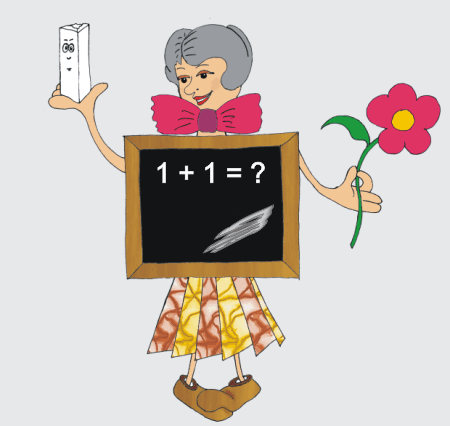 1 + 1 = ?